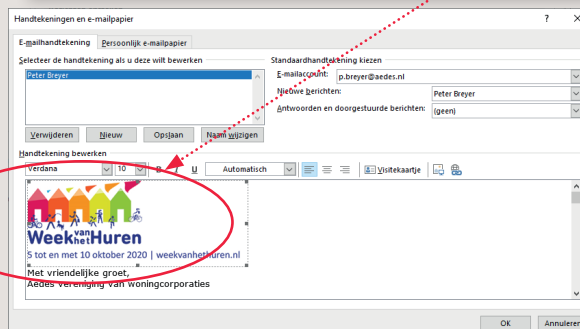 Handtekeningen en e-mailpapier
? X
E-mailhandtekening Persoonlijk e-mailpapier
Selecteer de handtekening als u deze wilt bewerken
Peter Breyer
Verwijderen Nieuw Opslaan Naam wijzigen
Standaardhandtekening kiezen
E-mailaccount: p.breyer@aedes.nl
Nieuwe berichten: Peter Breyer
Antwoorden en doorgestuurde berichten: (geen)
Handtekening bewerken
Verdana 10 B I U Automatisch Visitekaartje
Week van het Huren
5 tot en met 10 oktober 2020 | weekvanhethuren.nl
Met vriendelijke groet,
Aedes vereniging van woningcorporaties
OK Annuleren